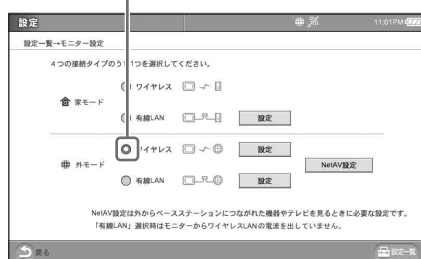 設定
11:01PM
設定一覧→モニター設定
4つの接続タイプのうち1つを選択してください。
ワイヤレス
家モード
有線LAN
設定
ワイヤレス
設定
外モード
NetAV設定
有線LAN
設定
NetAV設定は外からベースステーションにつながれた機器やテレビを見るときに必要な設定です。
「有線LAN」選択時はモニターからワイヤレスLANの電波を出していません。
戻る
設定一覧